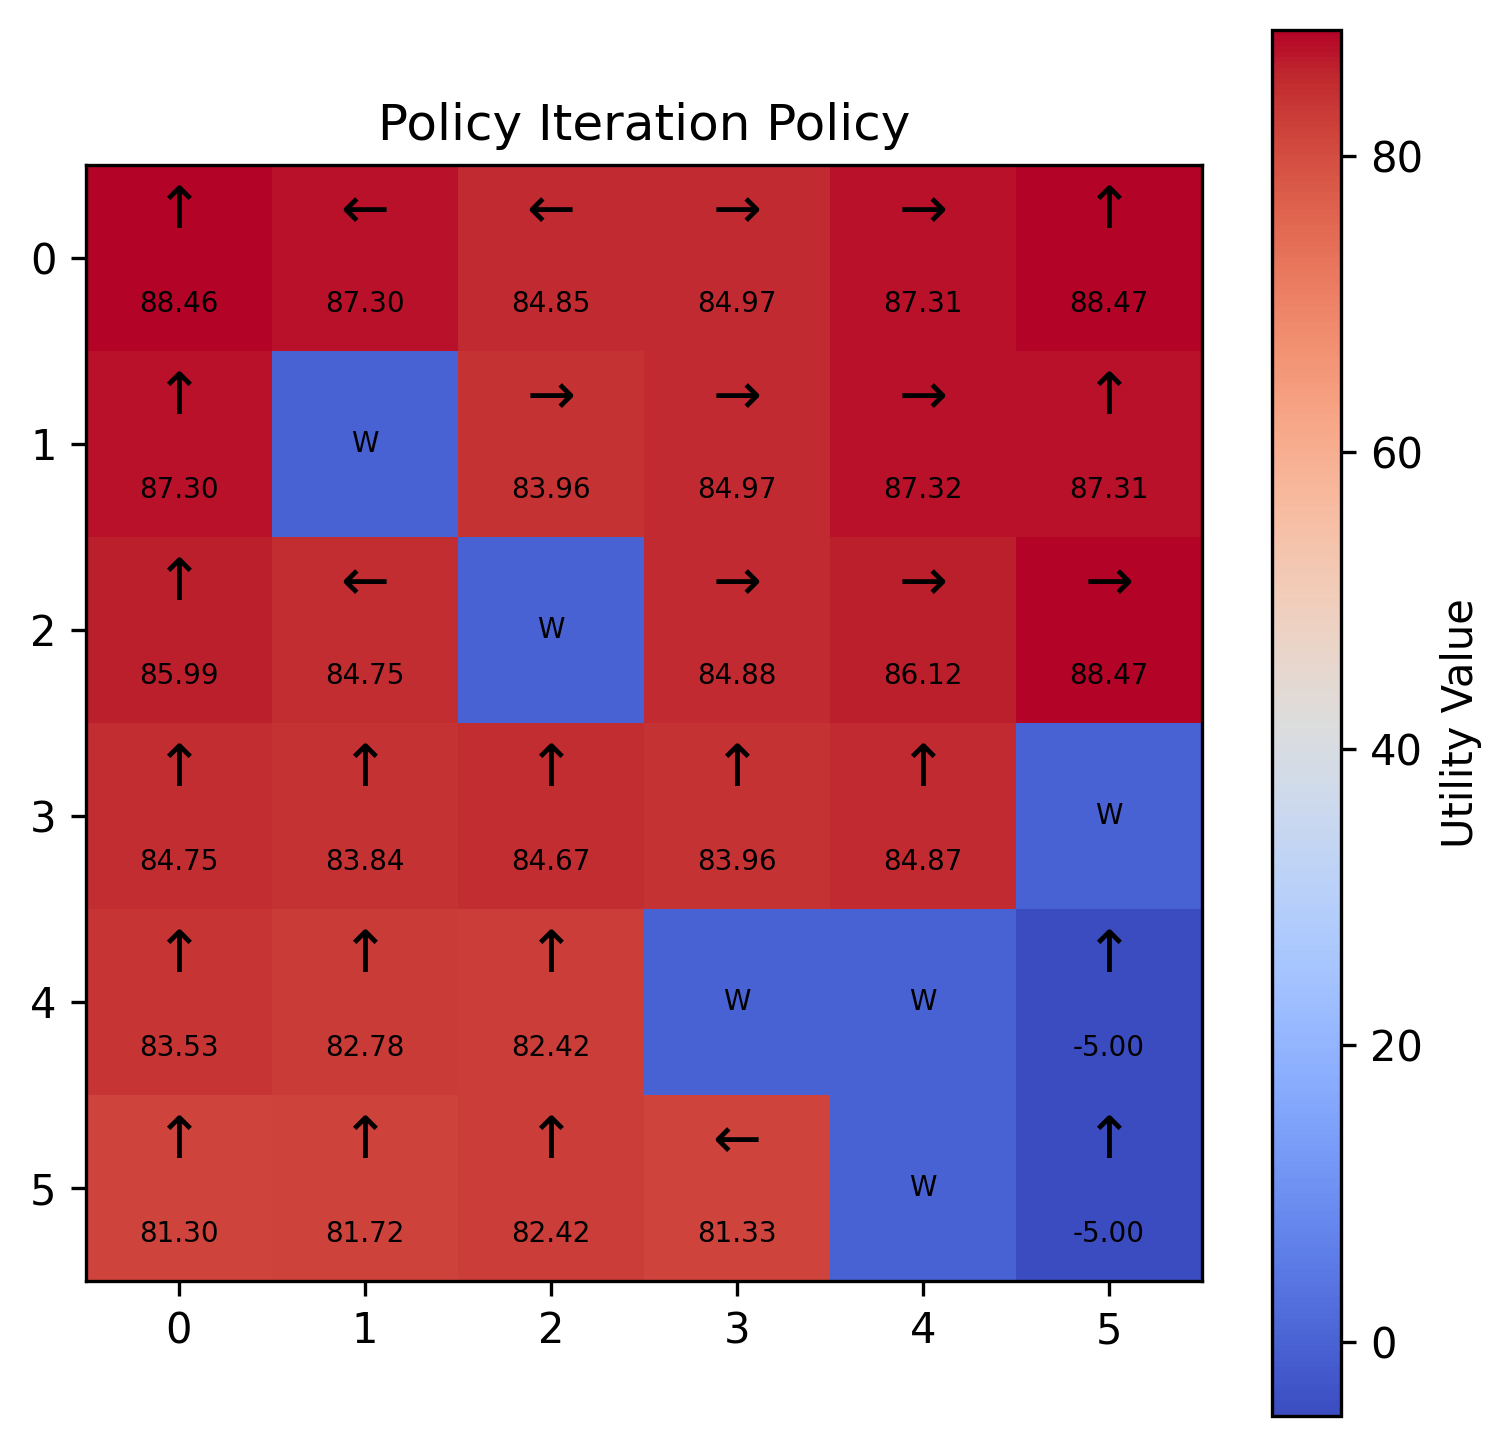 Policy Iteration Policy
↑ ← ← → → ↑
0 88.46 87.30 84.85 84.97 87.31 88.47
↑ → → → ↑
1 W
87.30 83.96 84.97 87.32 87.31
↑ ← → → →
2 W
85.99 84.75 84.88 86.12 88.47
↑ ↑ ↑ ↑ ↑
3 W
84.75 83.84 84.67 83.96 84.87
↑ ↑ ↑ ↑
4 W W
83.53 82.78 82.42 -5.00
↑ ↑ ↑ ← ↑
5 W
81.30 81.72 82.42 81.33 -5.00
0 1 2 3 4 5
80
60
40
20
0
Utility Value